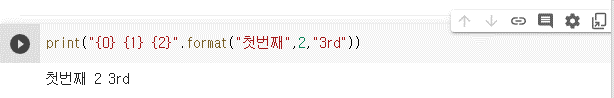 print("{0} {1} {2}".format("첫번째",2,"3rd"))
첫번째 2 3rd